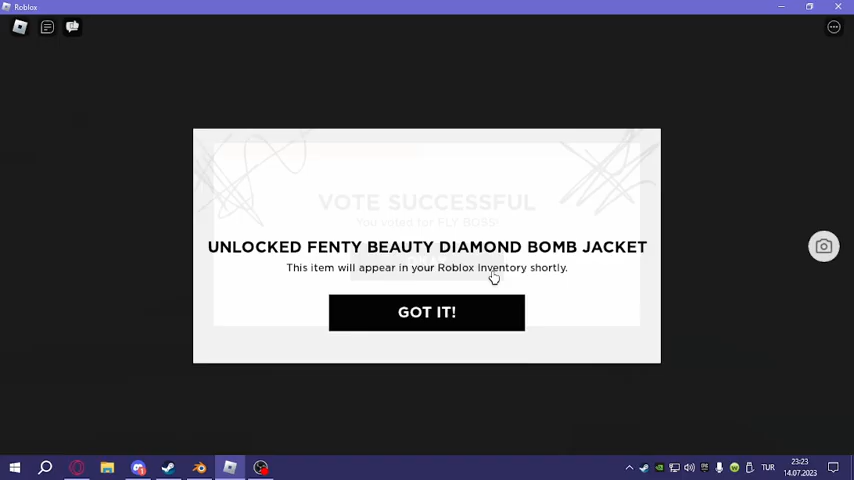 Roblox
VOTE SUCCESSFUL
You voted for FLY BOSS!
UNLOCKED FENTY BEAUTY DIAMOND BOMB JACKET
This item will appear in your Roblox Inventory shortly.
GOT IT!
TUR
23:23
14.07.2023